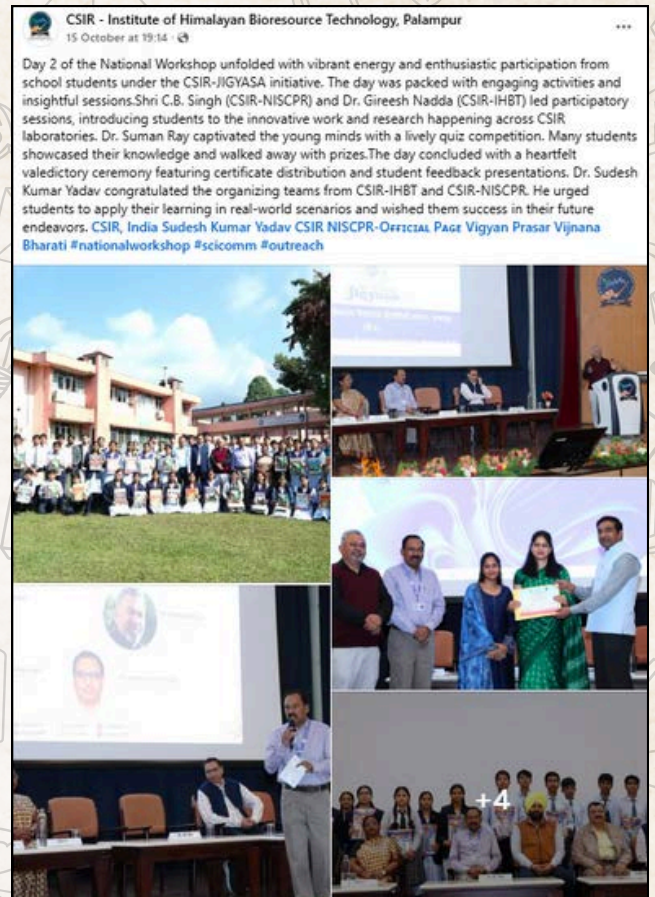 CSIR - Institute of Himalayan Bioresource Technology, Palampur
15 October at 19:14 ·
Day 2 of the National Workshop unfolded with vibrant energy and enthusiastic participation from
school students under the CSIR-JIGYASA initiative. The day was packed with engaging activities and
insightful sessions.Shri C.B. Singh (CSIR-NISCPR) and Dr. Gireesh Nadda (CSIR-IHBT) led participatory
sessions, introducing students to the innovative work and research happening across CSIR
laboratories. Dr. Suman Ray captivated the young minds with a lively quiz competition. Many students
showcased their knowledge and walked away with prizes.The day concluded with a heartfelt
valedictory ceremony featuring certificate distribution and student feedback presentations. Dr. Sudesh
Kumar Yadav congratulated the organizing teams from CSIR-IHBT and CSIR-NISCPR. He urged
students to apply their learning in real-world scenarios and wished them success in their future
endeavors. CSIR, India Sudesh Kumar Yadav CSIR NISCPR-Official Page Vigyan Prasar Vijnana
Bharati #nationalworkshop #scicomm #outreach
Jigyasa
+4